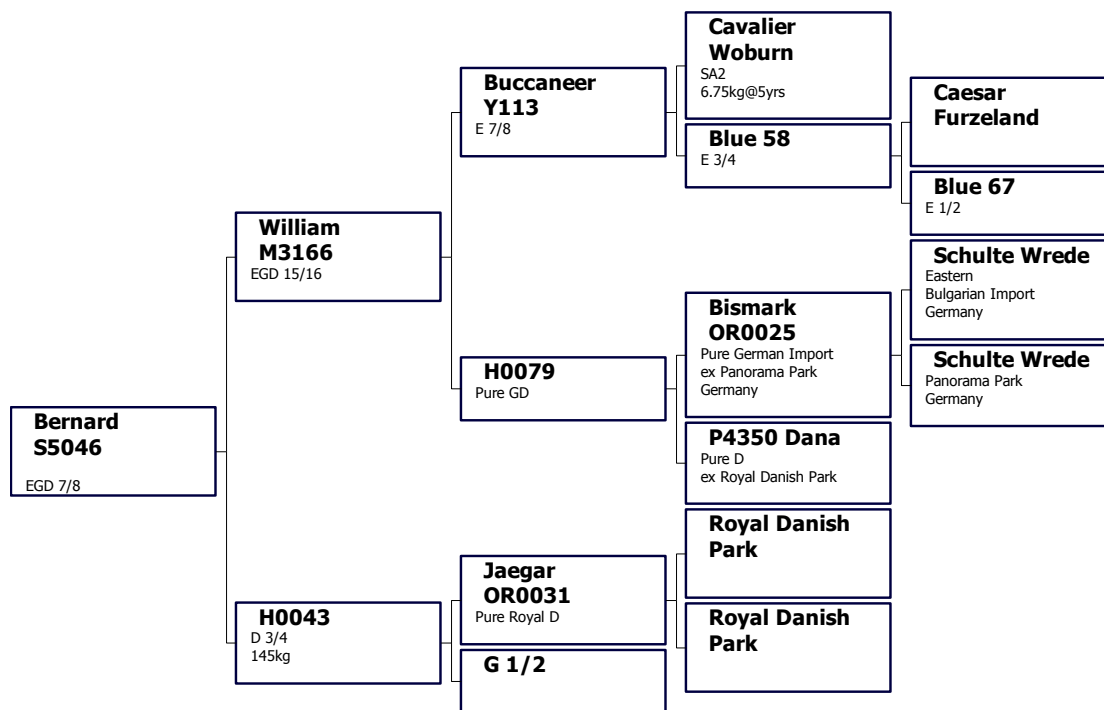 Bernard
S5046
EGD 7/8
William
M3166
EGD 15/16
H0043
D 3/4
145kg
Buccaneer
Y113
E 7/8
H0079
Pure GD
Jaegar
OR0031
Pure Royal D
G 1/2
Cavalier
Woburn
SA2
6.75kg@5yrs
Blue 58
E 3/4
Bismark
OR0025
Pure German Import
ex Panorama Park
Germany
P4350 Dana
Pure D
ex Royal Danish Park
Royal Danish
Park
Royal Danish
Park
Caesar
Furzeland
Blue 67
E 1/2
Schulte Wrede
Eastern
Bulgarian Import
Germany
Schulte Wrede
Panorama Park
Germany